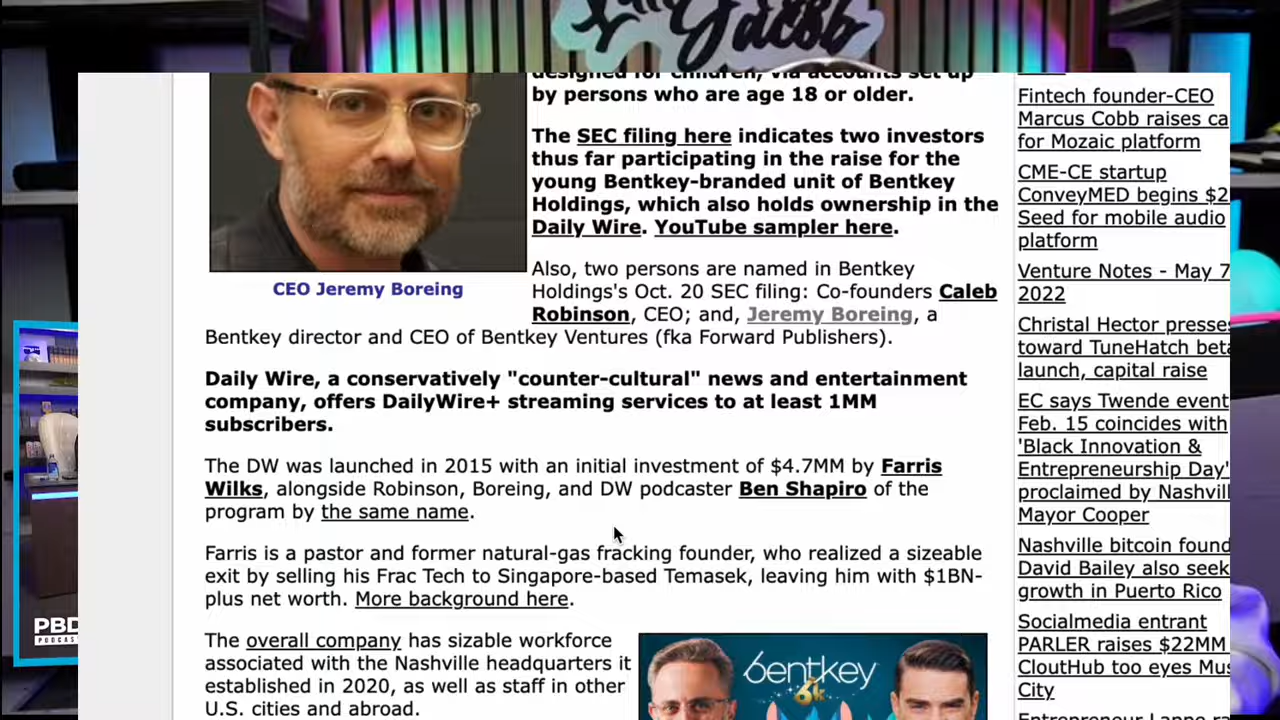 Jacob
designed for children, via accounts set up
by persons who are age 18 or older.
The SEC filing here indicates two investors
thus far participating in the raise for the
young Bentkey-branded unit of Bentkey
Holdings, which also holds ownership in the
Daily Wire. YouTube sampler here.
CEO Jeremy Boreing
Also, two persons are named in Bentkey
Holdings's Oct. 20 SEC filing: Co-founders Caleb
Robinson, CEO; and, Jeremy Boreing, a
Bentkey director and CEO of Bentkey Ventures (fka Forward Publishers).
Daily Wire, a conservatively "counter-cultural" news and entertainment
company, offers DailyWire+ streaming services to at least 1MM
subscribers.
The DW was launched in 2015 with an initial investment of $4.7MM by Farris
Wilks, alongside Robinson, Boreing, and DW podcaster Ben Shapiro of the
program by the same name.
Farris is a pastor and former natural-gas fracking founder, who realized a sizeable
exit by selling his Frac Tech to Singapore-based Temasek, leaving him with $1BN-
plus net worth. More background here.
The overall company has sizable workforce
associated with the Nashville headquarters it
established in 2020, as well as staff in other
U.S. cities and abroad.
bentkey
6k
Fintech founder-CEO
Marcus Cobb raises ca
for Mozaic platform
CME-CE startup
ConveyMED begins $2
Seed for mobile audio
platform
Venture Notes - May 7
2022
Christal Hector presses
toward TuneHatch beta
launch, capital raise
EC says Twende event
Feb. 15 coincides with
'Black Innovation &
Entrepreneurship Day'
proclaimed by Nashvill
Mayor Cooper
Nashville bitcoin found
David Bailey also seek
growth in Puerto Rico
Socialmedia entrant
PARLER raises $22MM
CloutHub too eyes Mus
City
PBD
PODCAS